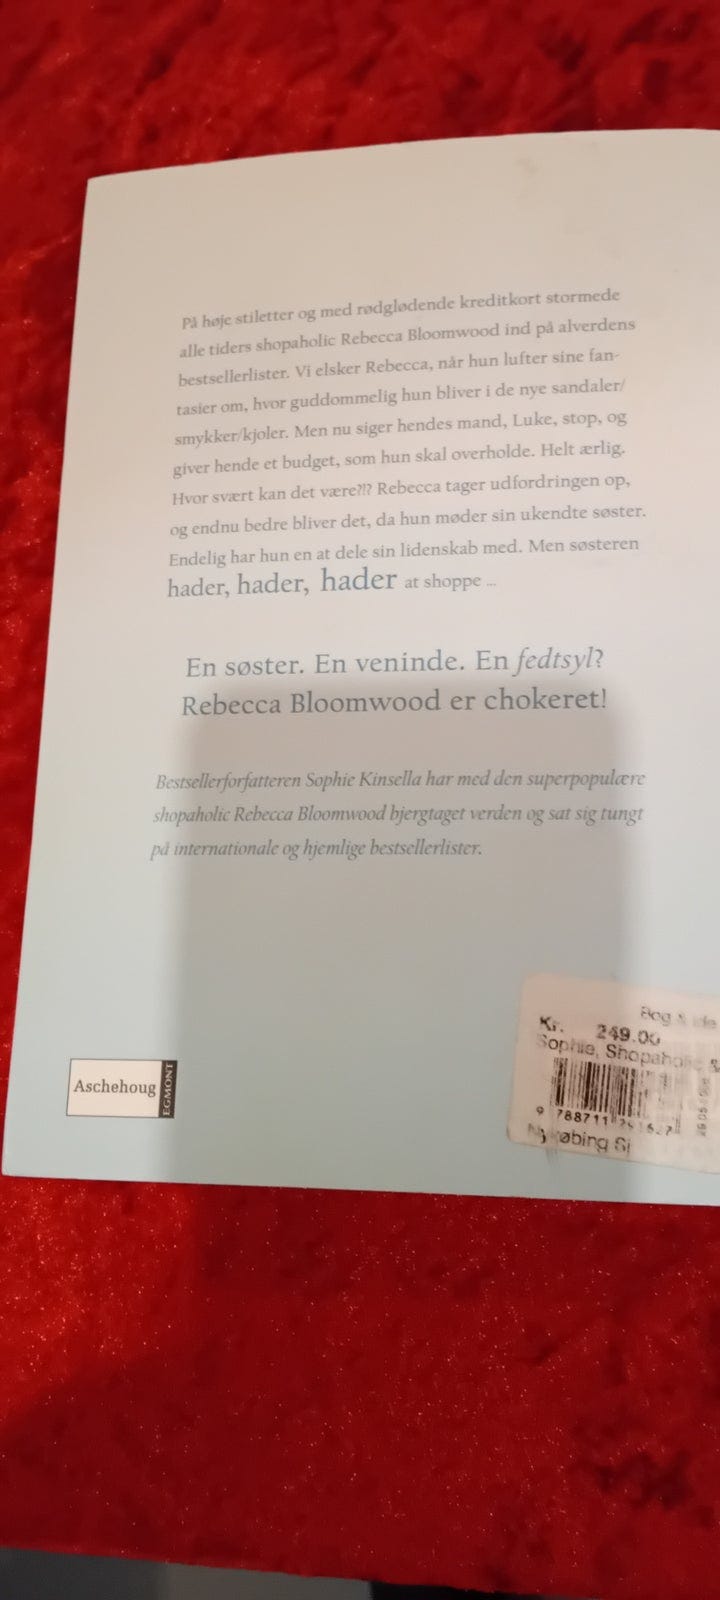 På høje stiletter og med rødglødende kreditkort stormede
alle tiders shopaholic Rebecca Bloomwood ind på alverdens
bestsellerlister. Vi elsker Rebecca, når hun lufter sine fan-
tasier om, hvor guddommelig hun bliver i de nye sandaler/
smykker/kjoler. Men nu siger hendes mand, Luke, stop, og
giver hende et budget, som hun skal overholde. Helt ærlig.
Hvor svært kan det være?!? Rebecca tager udfordringen op,
og endnu bedre bliver det, da hun møder sin ukendte søster.
Endelig har hun en at dele sin lidenskab med. Men søsteren
hader, hader, hader at shoppe ...
En søster. En veninde. En fedtsyl?
Rebecca Bloomwood er chokeret!
Bestsellerforfatteren Sophie Kinsella har med den superpopulære
shopaholic Rebecca Bloomwood bjergtaget verden og sat sig tungt
på internationale og hjemlige bestsellerlister.
Aschehoug
EGMONT
Bog & ide
Kr. 249.00
Sophie, Shopaholic &
9 788711